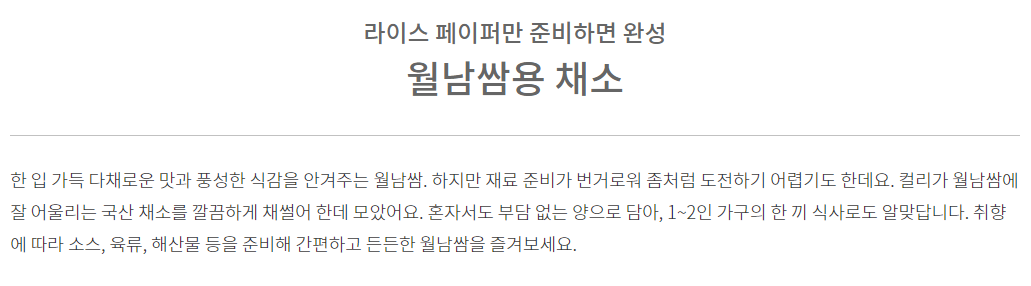 라이스 페이퍼만 준비하면 완성
월남쌈용 채소
한 입 가득 다채로운 맛과 풍성한 식감을 안겨주는 월남쌈. 하지만 재료 준비가 번거로워 좀처럼 도전하기 어렵기도 한데요. 컬리가 월남쌈에
잘 어울리는 국산 채소를 깔끔하게 채썰어 한데 모았어요. 혼자서도 부담 없는 양으로 담아, 1~2인 가구의 한 끼 식사로도 알맞답니다. 취향
에 따라 소스, 육류, 해산물 등을 준비해 간편하고 든든한 월남쌈을 즐겨보세요.